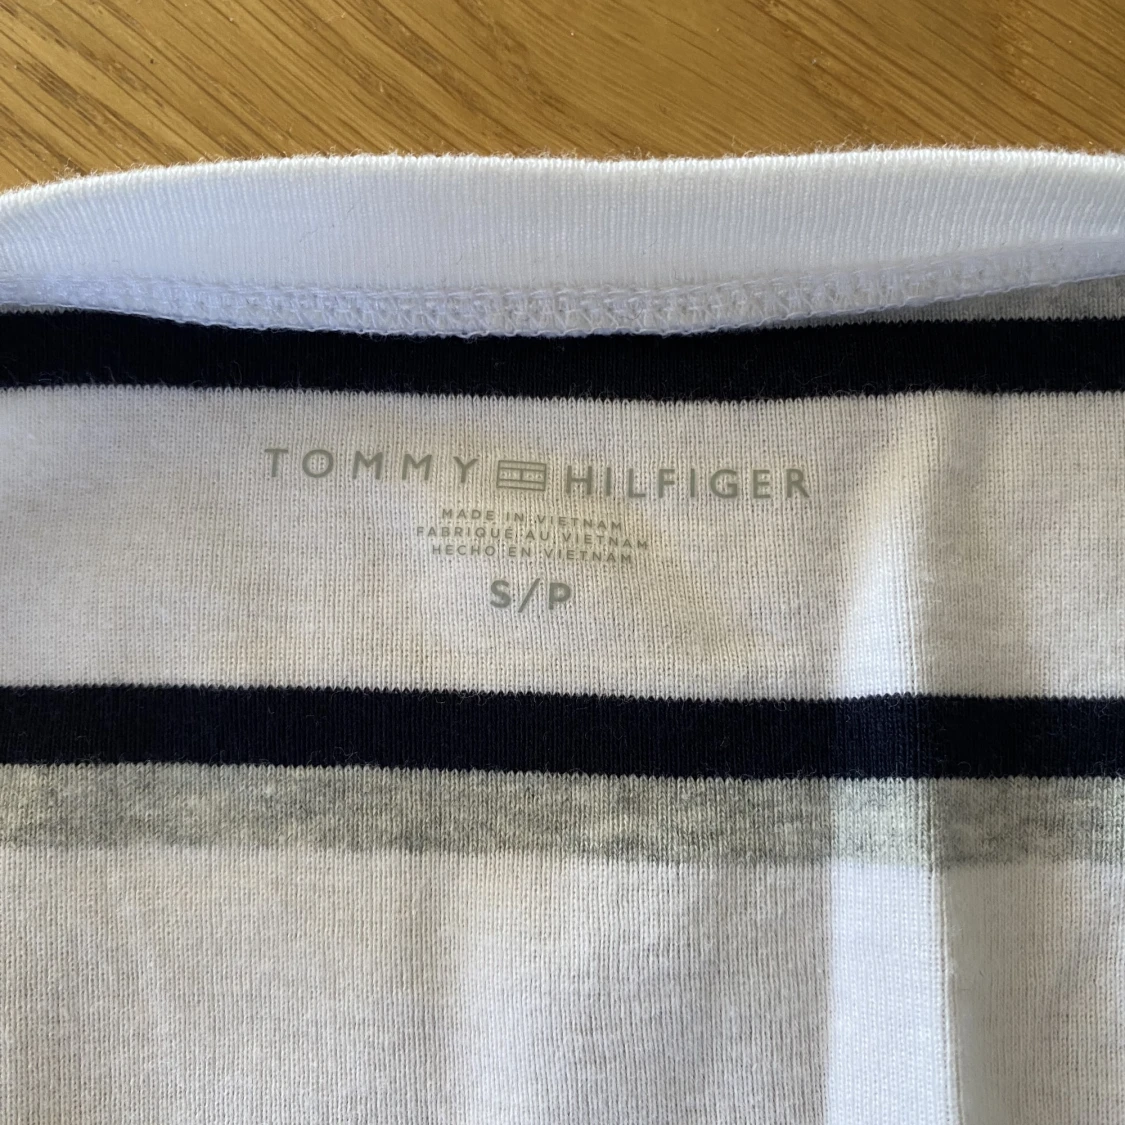 TOMMY HILFIGER
MADE IN VIETNAM
FABRIQUÉ AU VIETNAM
HECHO EN VIETNAM
S/P